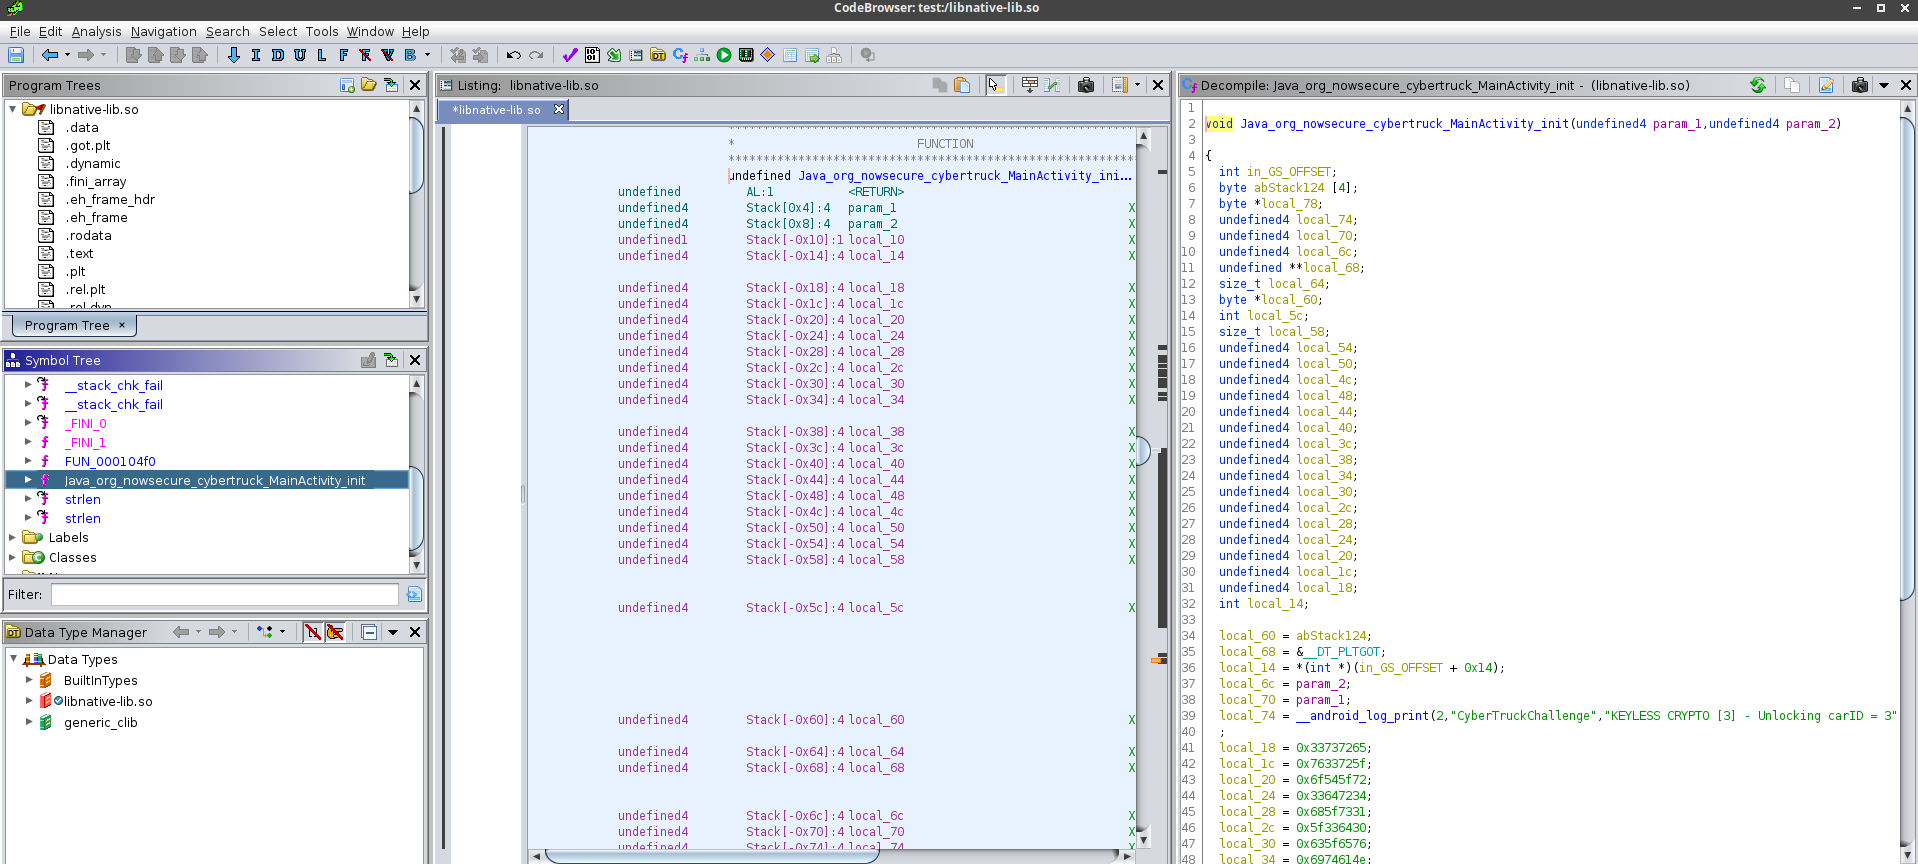 CodeBrowser: test:/libnative-lib.so
File Edit Analysis Navigation Search Select Tools Window Help
I D U L F R V B
Program Trees
libnative-lib.so
.data
.got.plt
.dynamic
.fini_array
.eh_frame_hdr
.eh_frame
.rodata
.text
.plt
.rel.plt
.rel.dyn
Program Tree ×
Symbol Tree
__stack_chk_fail
__stack_chk_fail
_FINI_0
_FINI_1
FUN_000104f0
Java_org_nowsecure_cybertruck_MainActivity_init
strlen
strlen
Labels
Classes
Filter:
Data Type Manager
Data Types
BuiltInTypes
libnative-lib.so
generic_clib
Listing: libnative-lib.so
*libnative-lib.so
* FUNCTION
undefined Java_org_nowsecure_cybertruck_MainActivity_ini...
undefined AL:1 <RETURN>
undefined4 Stack[0x4]:4 param_1 X
undefined4 Stack[0x8]:4 param_2 X
undefined1 Stack[-0x10]:1 local_10 X
undefined4 Stack[-0x14]:4 local_14 X
undefined4 Stack[-0x18]:4 local_18 X
undefined4 Stack[-0x1c]:4 local_1c X
undefined4 Stack[-0x20]:4 local_20 X
undefined4 Stack[-0x24]:4 local_24 X
undefined4 Stack[-0x28]:4 local_28 X
undefined4 Stack[-0x2c]:4 local_2c X
undefined4 Stack[-0x30]:4 local_30 X
undefined4 Stack[-0x34]:4 local_34 X
undefined4 Stack[-0x38]:4 local_38 X
undefined4 Stack[-0x3c]:4 local_3c X
undefined4 Stack[-0x40]:4 local_40 X
undefined4 Stack[-0x44]:4 local_44 X
undefined4 Stack[-0x48]:4 local_48 X
undefined4 Stack[-0x4c]:4 local_4c X
undefined4 Stack[-0x50]:4 local_50 X
undefined4 Stack[-0x54]:4 local_54 X
undefined4 Stack[-0x58]:4 local_58 X
undefined4 Stack[-0x5c]:4 local_5c X
undefined4 Stack[-0x60]:4 local_60 X
undefined4 Stack[-0x64]:4 local_64 X
undefined4 Stack[-0x68]:4 local_68 X
undefined4 Stack[-0x6c]:4 local_6c X
undefined4 Stack[-0x70]:4 local_70 X
undefined4 Stack[-0x74]:4 local_74 X
Decompile: Java_org_nowsecure_cybertruck_MainActivity_init - (libnative-lib.so)
1
2 void Java_org_nowsecure_cybertruck_MainActivity_init(undefined4 param_1,undefined4 param_2)
3
4 {
5 int in_GS_OFFSET;
6 byte abStack124 [4];
7 byte *local_78;
8 undefined4 local_74;
9 undefined4 local_70;
10 undefined4 local_6c;
11 undefined **local_68;
12 size_t local_64;
13 byte *local_60;
14 int local_5c;
15 size_t local_58;
16 undefined4 local_54;
17 undefined4 local_50;
18 undefined4 local_4c;
19 undefined4 local_48;
20 undefined4 local_44;
21 undefined4 local_40;
22 undefined4 local_3c;
23 undefined4 local_38;
24 undefined4 local_34;
25 undefined4 local_30;
26 undefined4 local_2c;
27 undefined4 local_28;
28 undefined4 local_24;
29 undefined4 local_20;
30 undefined4 local_1c;
31 undefined4 local_18;
32 int local_14;
33
34 local_60 = abStack124;
35 local_68 = &__DT_PLTGOT;
36 local_14 = *(int *)(in_GS_OFFSET + 0x14);
37 local_6c = param_2;
38 local_70 = param_1;
39 local_74 = __android_log_print(2,"CyberTruckChallenge","KEYLESS CRYPTO [3] - Unlocking carID = 3"
40 ;
41 local_18 = 0x33737265;
42 local_1c = 0x7633725f;
43 local_20 = 0x6f545f72;
44 local_24 = 0x33647234;
45 local_28 = 0x685f7331;
46 local_2c = 0x5f336430;
47 local_30 = 0x635f6576;
48 local_34 = 0x6974614e;